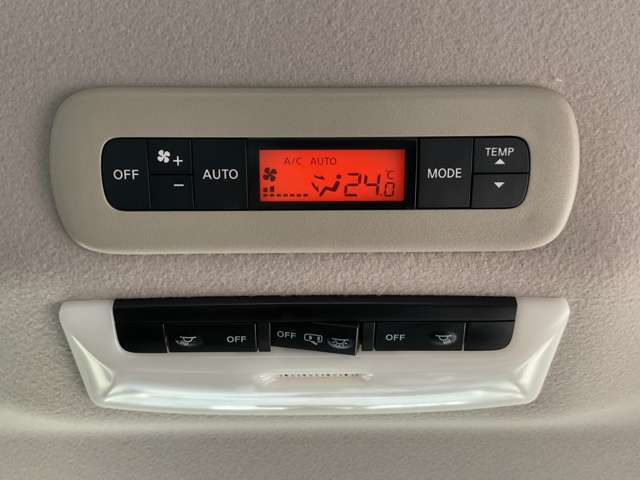 OFF + - AUTO A/C AUTO 24.0 °C MODE TEMP
OFF OFF OFF